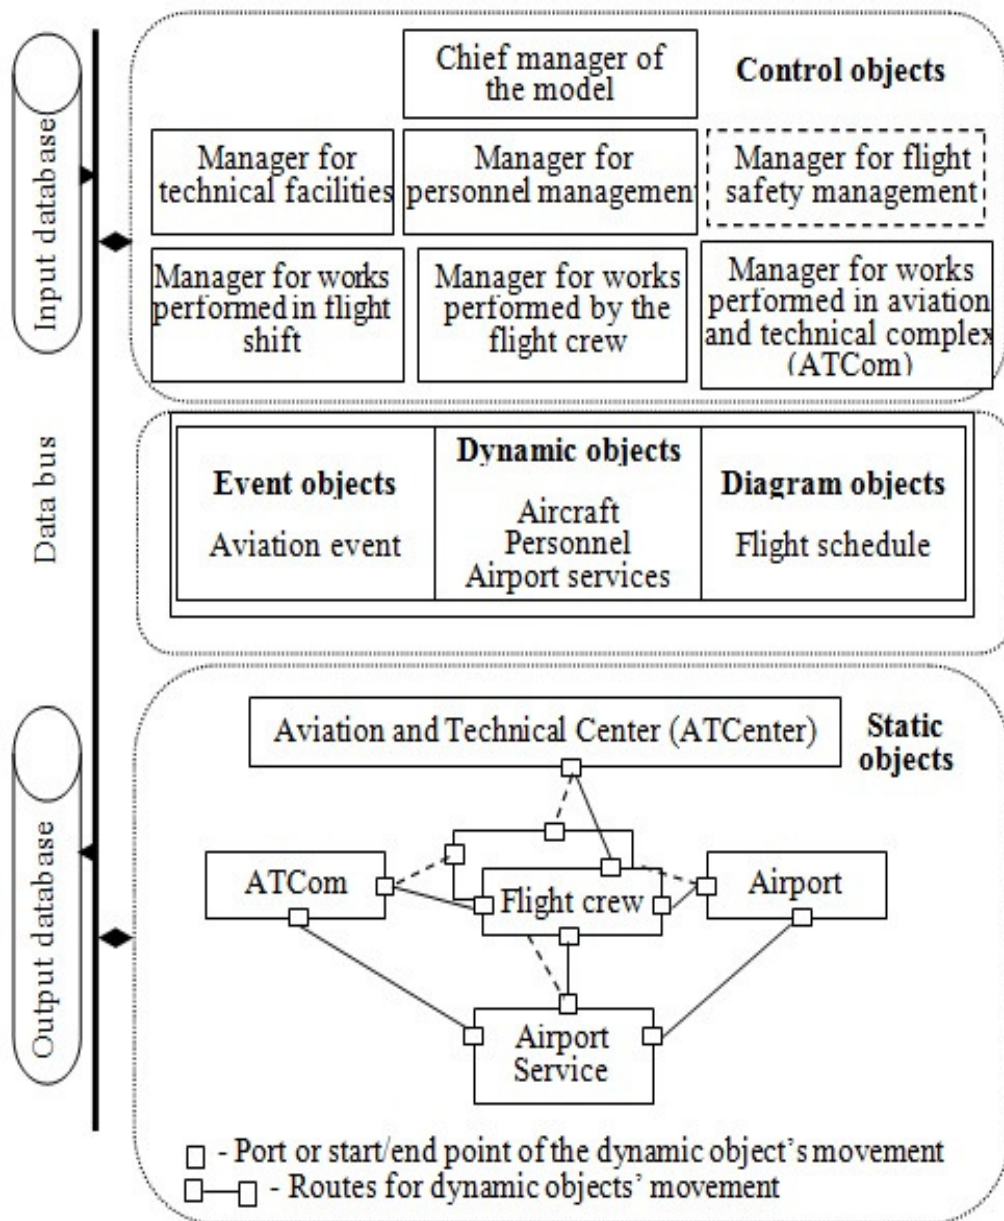 Input database
Data bus
Output database
Chief manager of
the model
Control objects
Manager for
technical facilities
Manager for
personnel management
Manager for flight
safety management
Manager for works
performed in flight
shift
Manager for works
performed by the
flight crew
Manager for works
performed in aviation
and technical complex
(ATCom)
Event objects
Aviation event
Dynamic objects
Aircraft
Personnel
Airport services
Diagram objects
Flight schedule
Aviation and Technical Center (ATCenter)
Static
objects
ATCom
Flight crew
Airport
Airport
Service
- Port or start/end point of the dynamic object's movement
- Routes for dynamic objects' movement